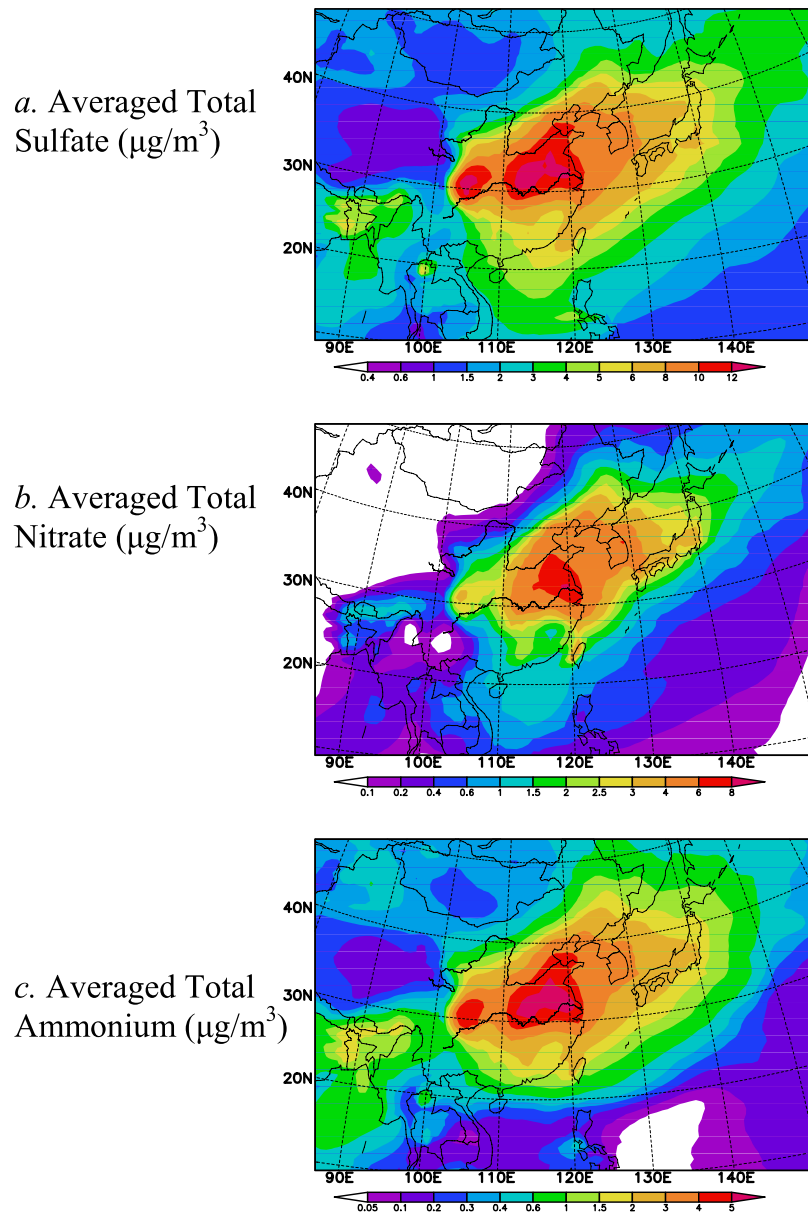 a. Averaged Total
Sulfate (μg/m³)
40N
30N
20N
90E 100E 110E 120E 130E 140E
0.4 0.6 1 1.5 2 3 4 5 6 8 10 12
b. Averaged Total
Nitrate (μg/m³)
40N
30N
20N
90E 100E 110E 120E 130E 140E
0.1 0.2 0.4 0.6 1 1.5 2 2.5 3 4 6 8
c. Averaged Total
Ammonium (μg/m³)
40N
30N
20N
90E 100E 110E 120E 130E 140E
0.05 0.1 0.2 0.3 0.4 0.6 1 1.5 2 3 4 5